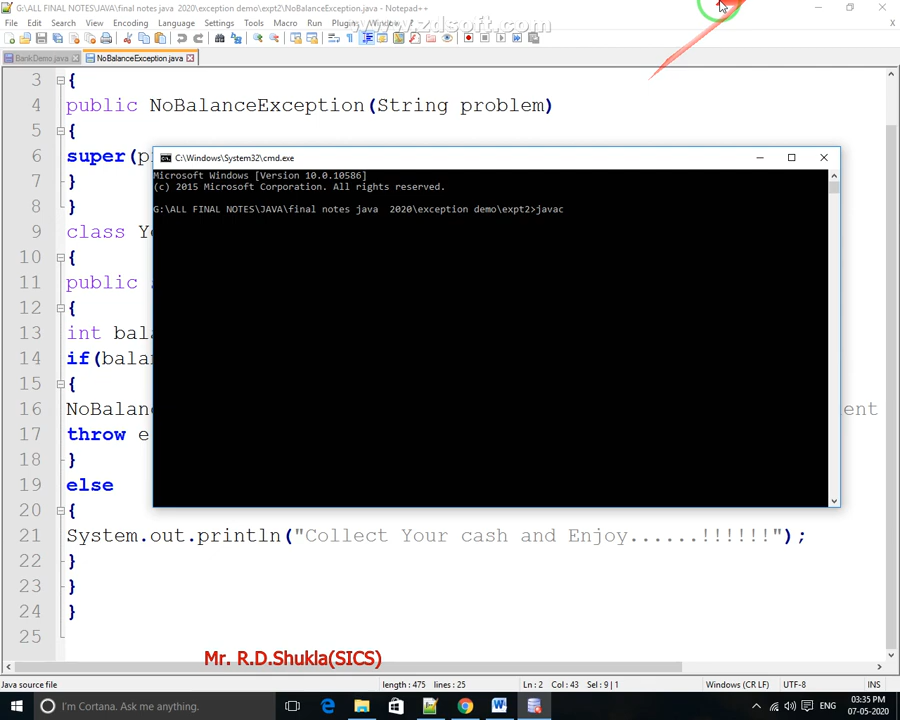 G:\ALL FINAL NOTES\JAVA\final notes java  2020\exception demo\expt2\NoBalanceException.java - Notepad++
File Edit Search View Encoding Language Settings Tools Macro Run Plugins Window
www.zdsoft.com
BankDemo.java NoBalanceException.java
3 {
4 public NoBalanceException(String problem)
5 {
6 super(
7 }
8 }
9 class
10 {
11 public
12 {
13 int
14 if(
15 {
16
17 throw e
18 }
19 else
20 {
21 System.out.println("Collect Your cash and Enjoy......!!!!!!");
22 }
23 }
24 }
25
C:\Windows\System32\cmd.exe
Microsoft Windows [Version 10.0.10586]
(c) 2015 Microsoft Corporation. All rights reserved.
G:\ALL FINAL NOTES\JAVA\final notes java  2020\exception demo\expt2>javac
Mr. R.D.Shukla(SICS)
Java source file length : 475 lines : 25 Ln : 2 Col : 43 Sel : 9 | 1 Windows (CR LF) UTF-8 INS
I'm Cortana. Ask me anything.
ENG
03:35 PM
07-05-2020